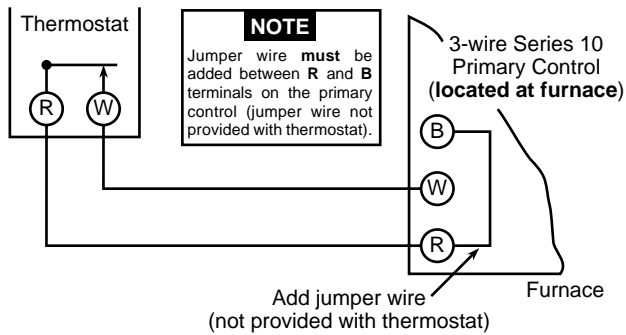 Thermostat
R
W
NOTE
Jumper wire must be
added between R and B
terminals on the primary
control (jumper wire not
provided with thermostat).
3-wire Series 10
Primary Control
(located at furnace)
B
W
R
Furnace
Add jumper wire
(not provided with thermostat)